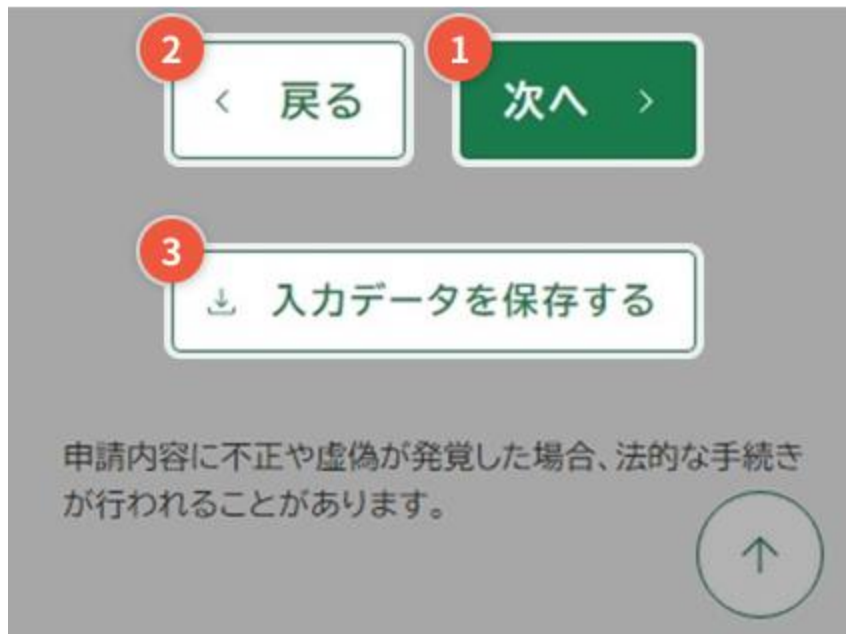 2
< 戻る
1
次へ >
3
入力データを保存する
申請内容に不正や虚偽が発覚した場合、法的な手続き
が行われることがあります。